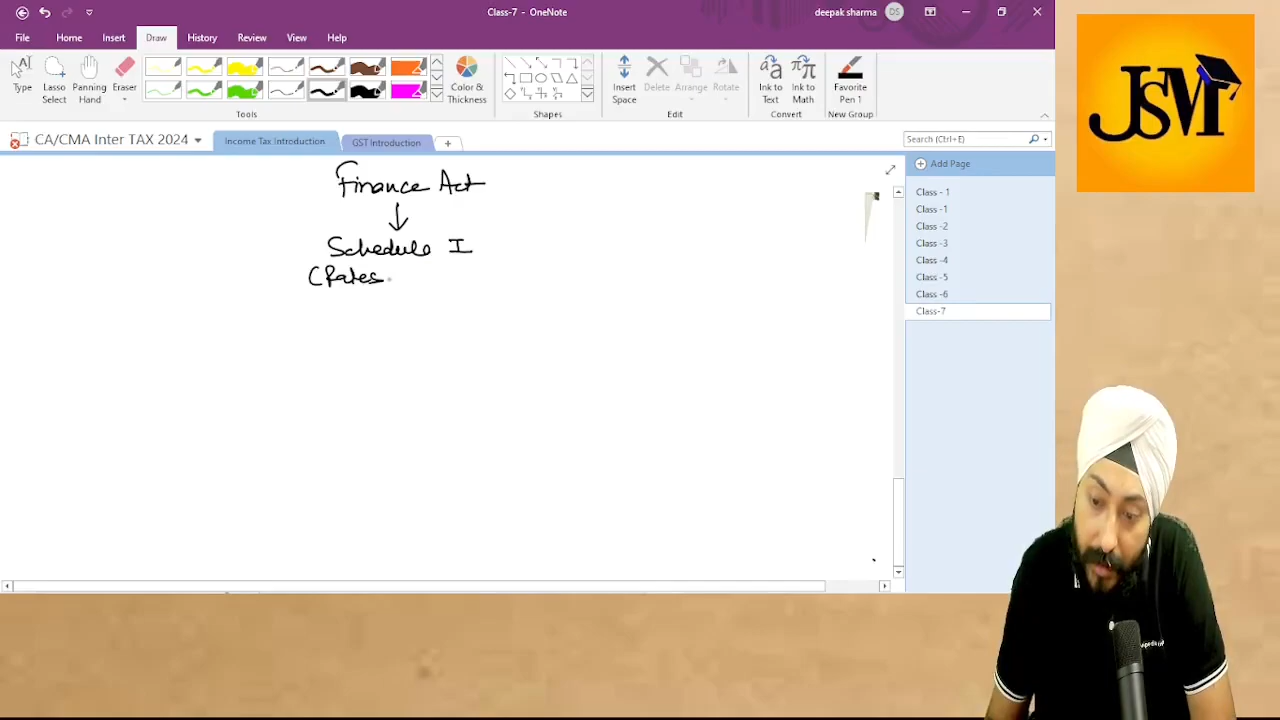 Class-7 - OneNote
deepak sharma
DS
File
Home
Insert
Draw
History
Review
View
Help
Type
Lasso Select
Panning Hand
Eraser
Color & Thickness
Insert Space
Delete
Arrange
Rotate
Ink to Text
Ink to Math
Favorite Pen 1
Tools
Shapes
Edit
Convert
New Group
CA/CMA Inter TAX 2024
Income Tax Introduction
GST Introduction
Search (Ctrl+E)
Add Page
Class - 1
Class -1
Class -2
Class -3
Class -4
Class -5
Class -6
Class-7
Finance Act
Schedule I
(Rates
JSM